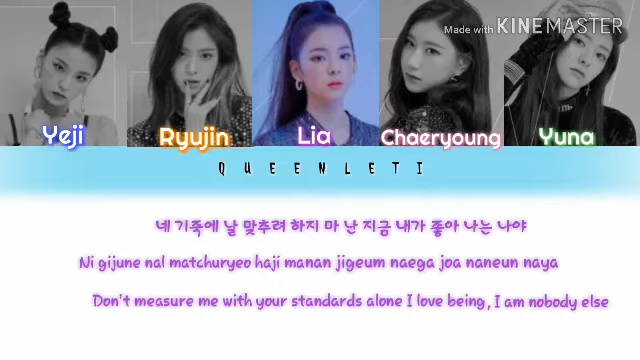 Made with KINEMASTER
Yeji Ryujin Lia Chaeryoung Yuna
QUEENLETI
네 기죽에 날 맞추려 하지 마 난 지금 내가 좋아 나는 나야
Ni gijune nal matchuryeo haji manan jigeum naega joa naneun naya
Don't measure me with your standards alone I love being, I am nobody else